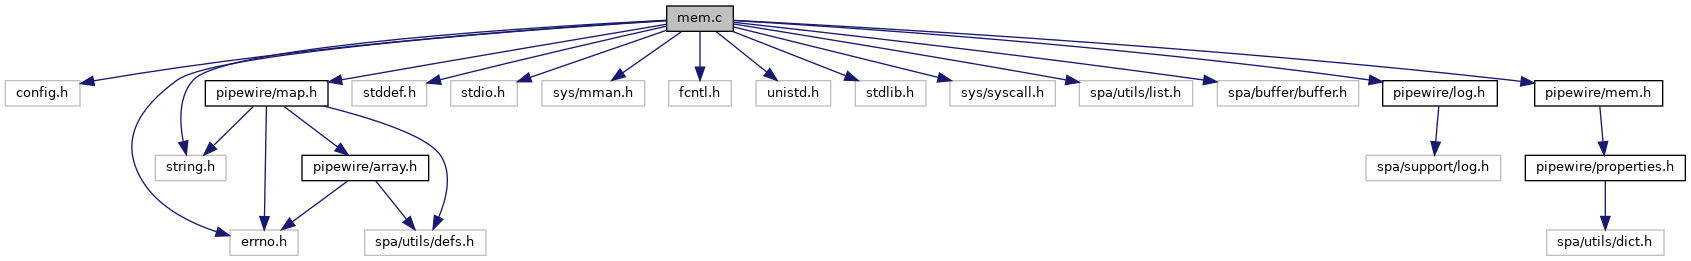 mem.c
config.h
pipewire/map.h
stddef.h
stdio.h
sys/mman.h
fcntl.h
unistd.h
stdlib.h
sys/syscall.h
spa/utils/list.h
spa/buffer/buffer.h
pipewire/log.h
pipewire/mem.h
string.h
pipewire/array.h
spa/support/log.h
pipewire/properties.h
errno.h
spa/utils/defs.h
spa/utils/dict.h